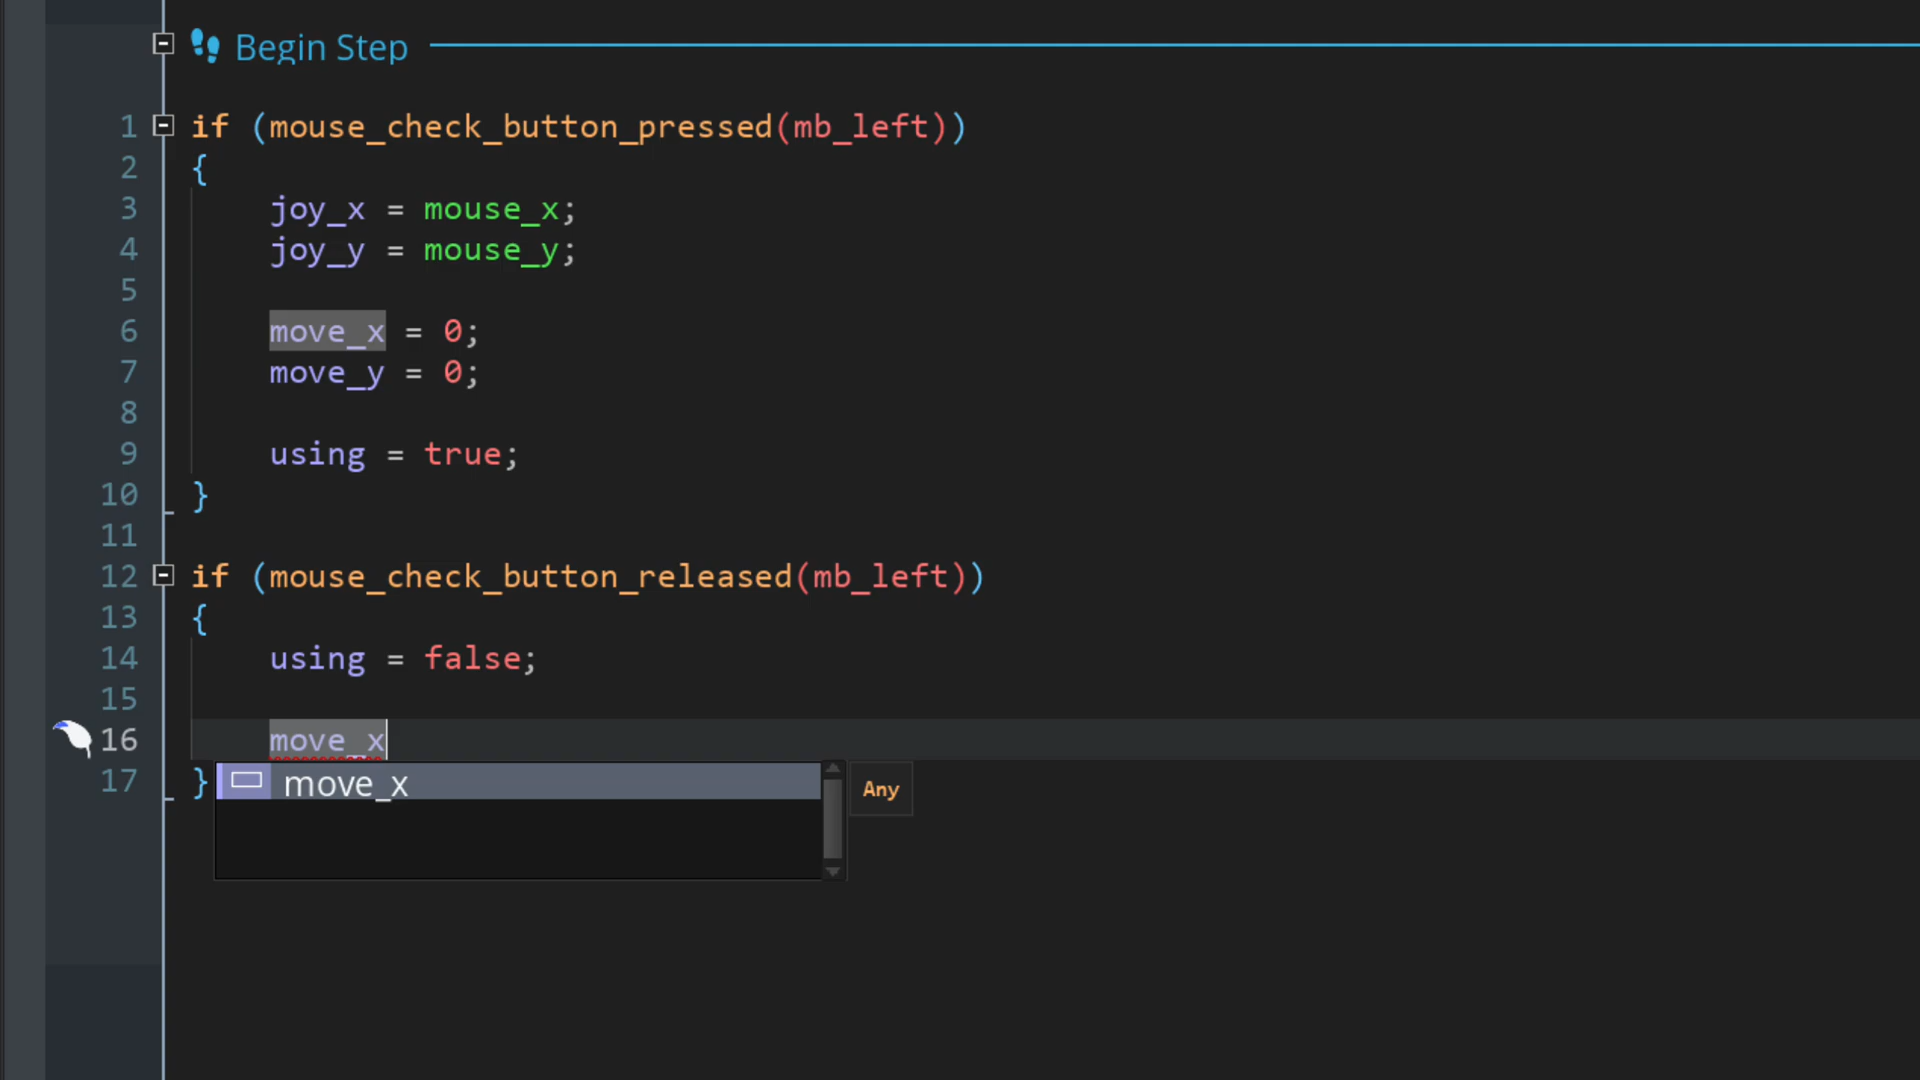 Begin Step
1 if (mouse_check_button_pressed(mb_left))
2 {
3 joy_x = mouse_x;
4 joy_y = mouse_y;
5
6 move_x = 0;
7 move_y = 0;
8
9 using = true;
10 }
11
12 if (mouse_check_button_released(mb_left))
13 {
14 using = false;
15
16 move_x
17 }
move_x
Any